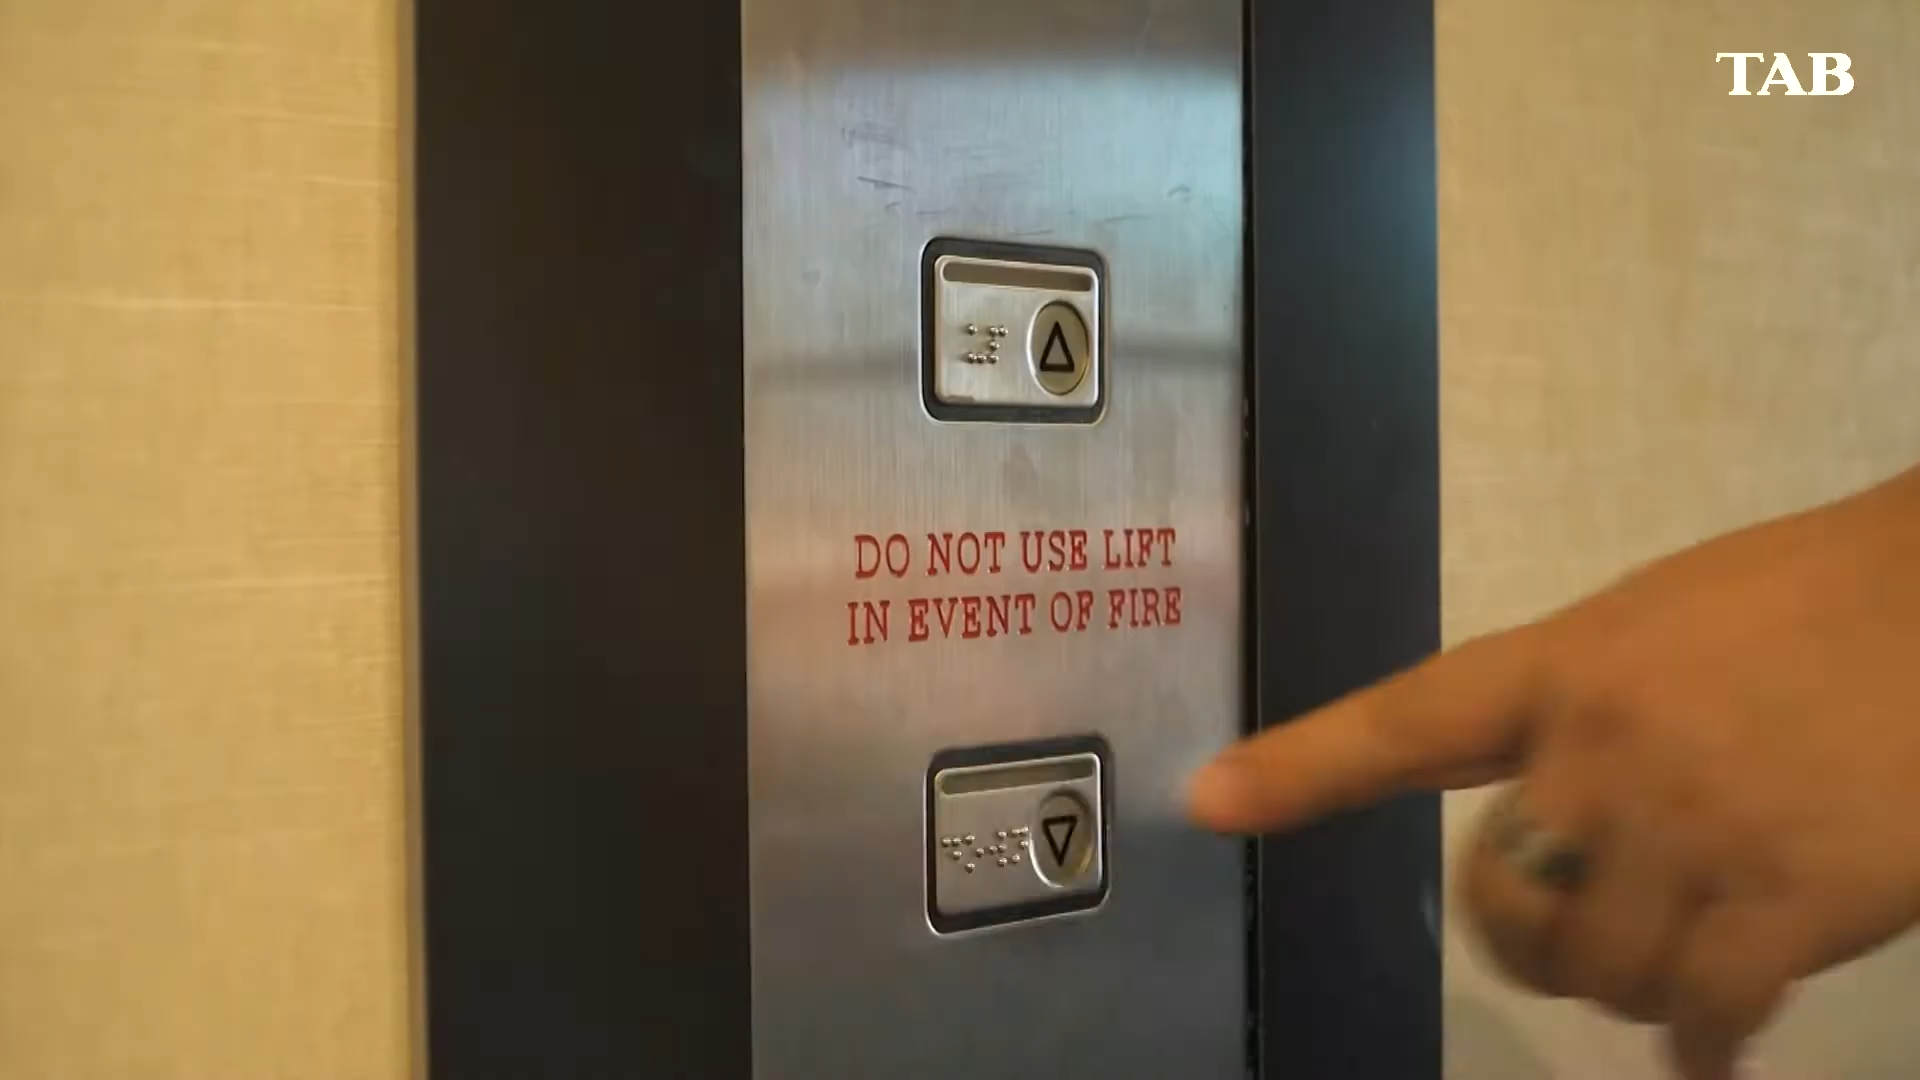 TAB
DO NOT USE LIFT
IN EVENT OF FIRE